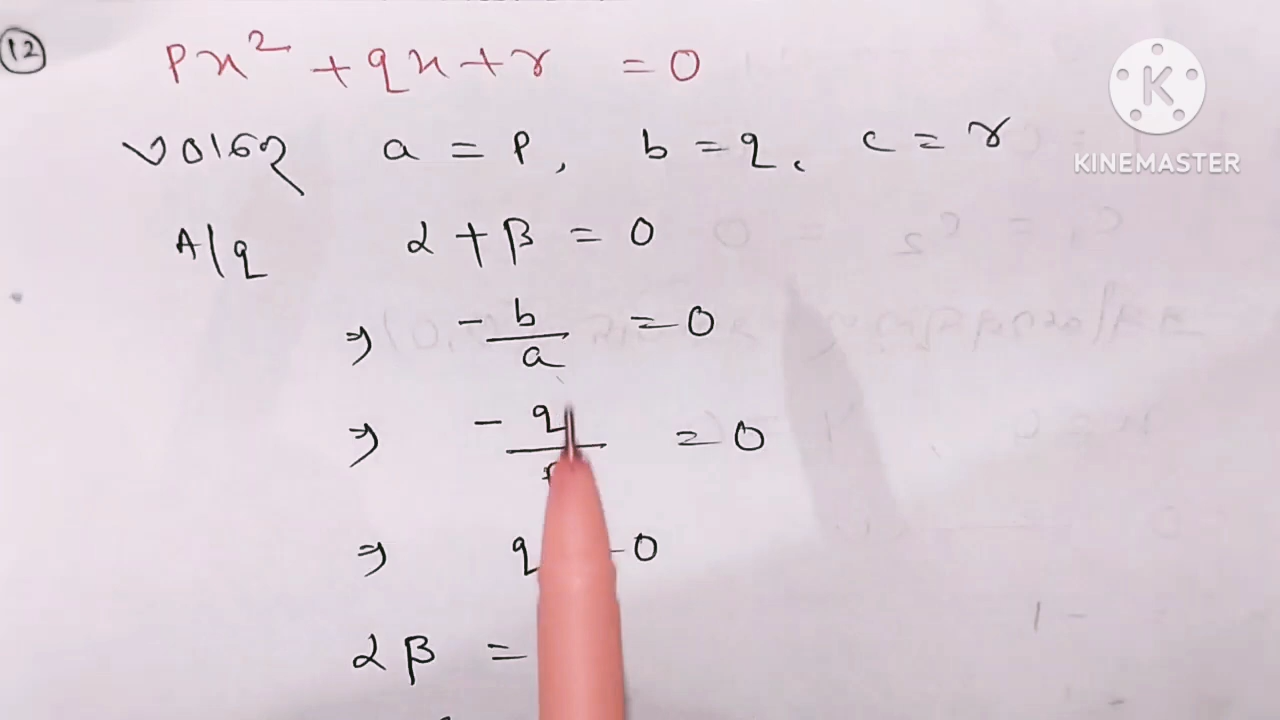 12
px² + qx + r = 0
a = p, b = q, c = r
A/q α + β = 0
⇒ - b/a = 0
⇒ - q = 0
⇒ q 0
αβ =
KINEMASTER